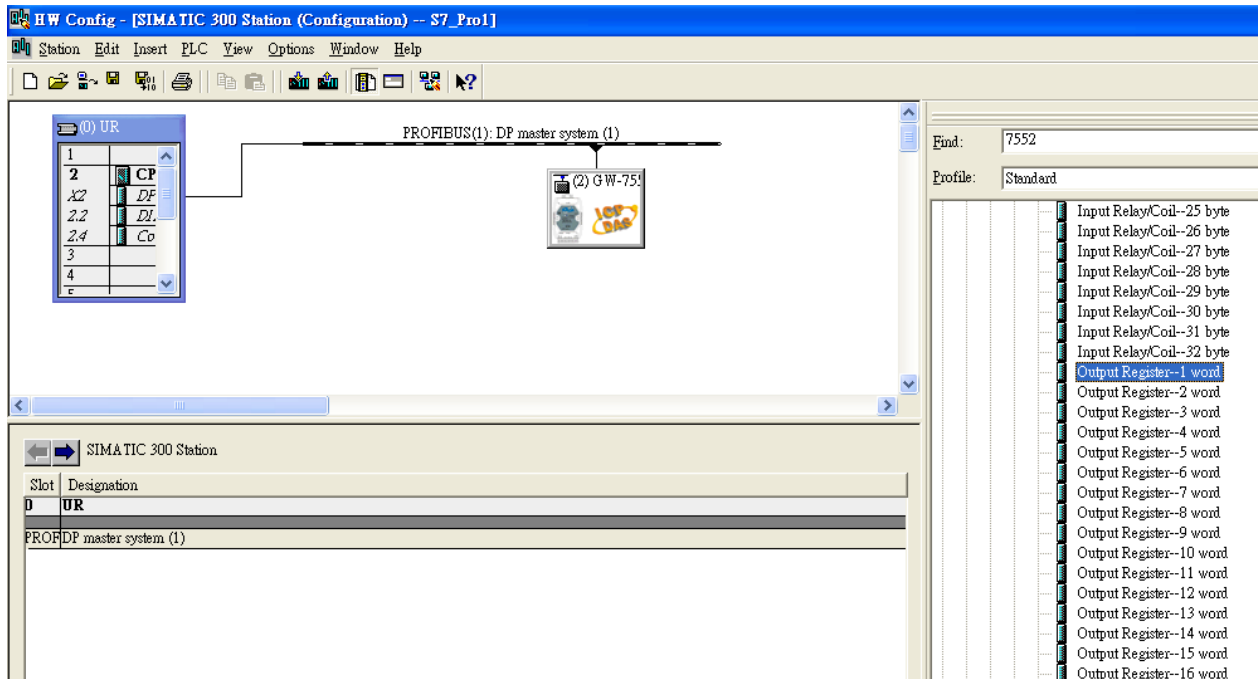 HW Config - [SIMATIC 300 Station (Configuration) -- S7_Pro1]
Station Edit Insert PLC View Options Window Help
(0) UR
1
2 CP
X2 DP
2.2 DI.
2.4 Co
3
4
PROFIBUS(1): DP master system (1)
(2) GW-755
ICP DAS
SIMATIC 300 Station
Slot Designation
0 UR
PROF DP master system (1)
Find: 7552
Profile: Standard
Input Relay/Coil--25 byte
Input Relay/Coil--26 byte
Input Relay/Coil--27 byte
Input Relay/Coil--28 byte
Input Relay/Coil--29 byte
Input Relay/Coil--30 byte
Input Relay/Coil--31 byte
Input Relay/Coil--32 byte
Output Register--1 word
Output Register--2 word
Output Register--3 word
Output Register--4 word
Output Register--5 word
Output Register--6 word
Output Register--7 word
Output Register--8 word
Output Register--9 word
Output Register--10 word
Output Register--11 word
Output Register--12 word
Output Register--13 word
Output Register--14 word
Output Register--15 word
Output Register--16 word